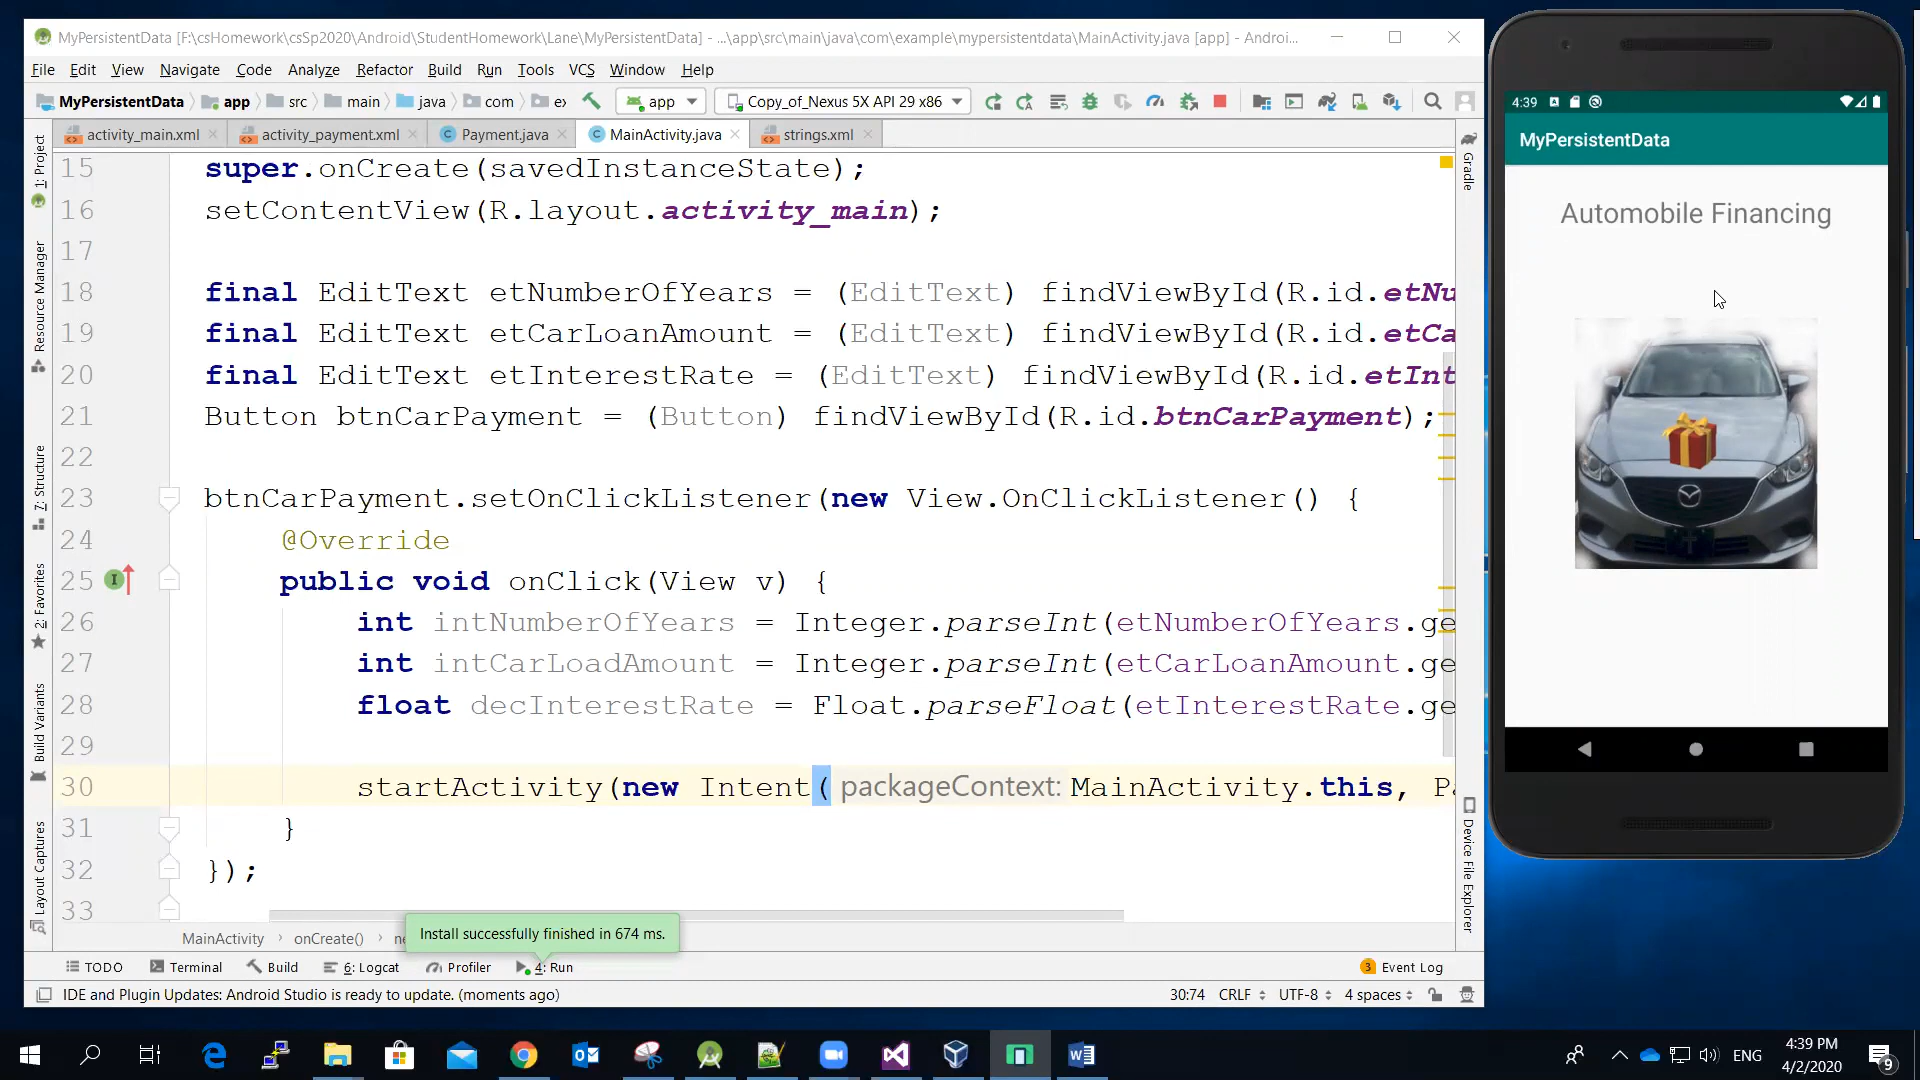 MyPersistentData [F:\csHomework\csSp2020\Android\StudentHomework\Lane\MyPersistentData] - ...\app\src\main\java\com\example\mypersistentdata\MainActivity.java [app] - Androi...
File Edit View Navigate Code Analyze Refactor Build Run Tools VCS Window Help
MyPersistentData app src main java com ex app Copy_of_Nexus 5X API 29 x86
activity_main.xml activity_payment.xml Payment.java MainActivity.java strings.xml
15 super.onCreate(savedInstanceState);
16 setContentView(R.layout.activity_main);
17
18 final EditText etNumberOfYears = (EditText) findViewById(R.id.etNu
19 final EditText etCarLoanAmount = (EditText) findViewById(R.id.etCa
20 final EditText etInterestRate = (EditText) findViewById(R.id.etInt
21 Button btnCarPayment = (Button) findViewById(R.id.btnCarPayment);
22
23 btnCarPayment.setOnClickListener(new View.OnClickListener() {
24 @Override
25 public void onClick(View v) {
26 int intNumberOfYears = Integer.parseInt(etNumberOfYears.ge
27 int intCarLoadAmount = Integer.parseInt(etCarLoanAmount.ge
28 float decInterestRate = Float.parseFloat(etInterestRate.ge
29
30 startActivity(new Intent( packageContext: MainActivity.this, Pa
31 }
32 });
33
1: Project
Resource Manager
7: Structure
2: Favorites
Build Variants
Layout Captures
Gradle
Device File Explorer
MainActivity onCreate() ne
Install successfully finished in 674 ms.
TODO Terminal Build 6: Logcat Profiler 4: Run 3 Event Log
IDE and Plugin Updates: Android Studio is ready to update. (moments ago) 30:74 CRLF UTF-8 4 spaces
4:39
MyPersistentData
Automobile Financing
ENG
4:39 PM
4/2/2020
9